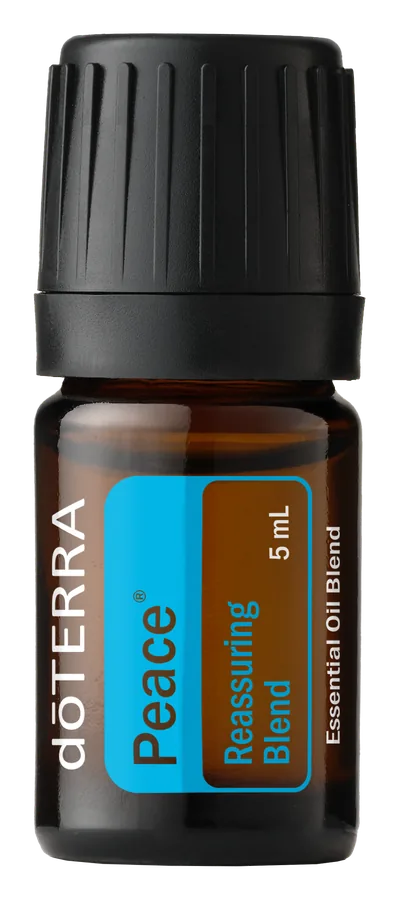 dōTERRA
Peace®
Reassuring
Blend
5 mL
Essential Oil Blend